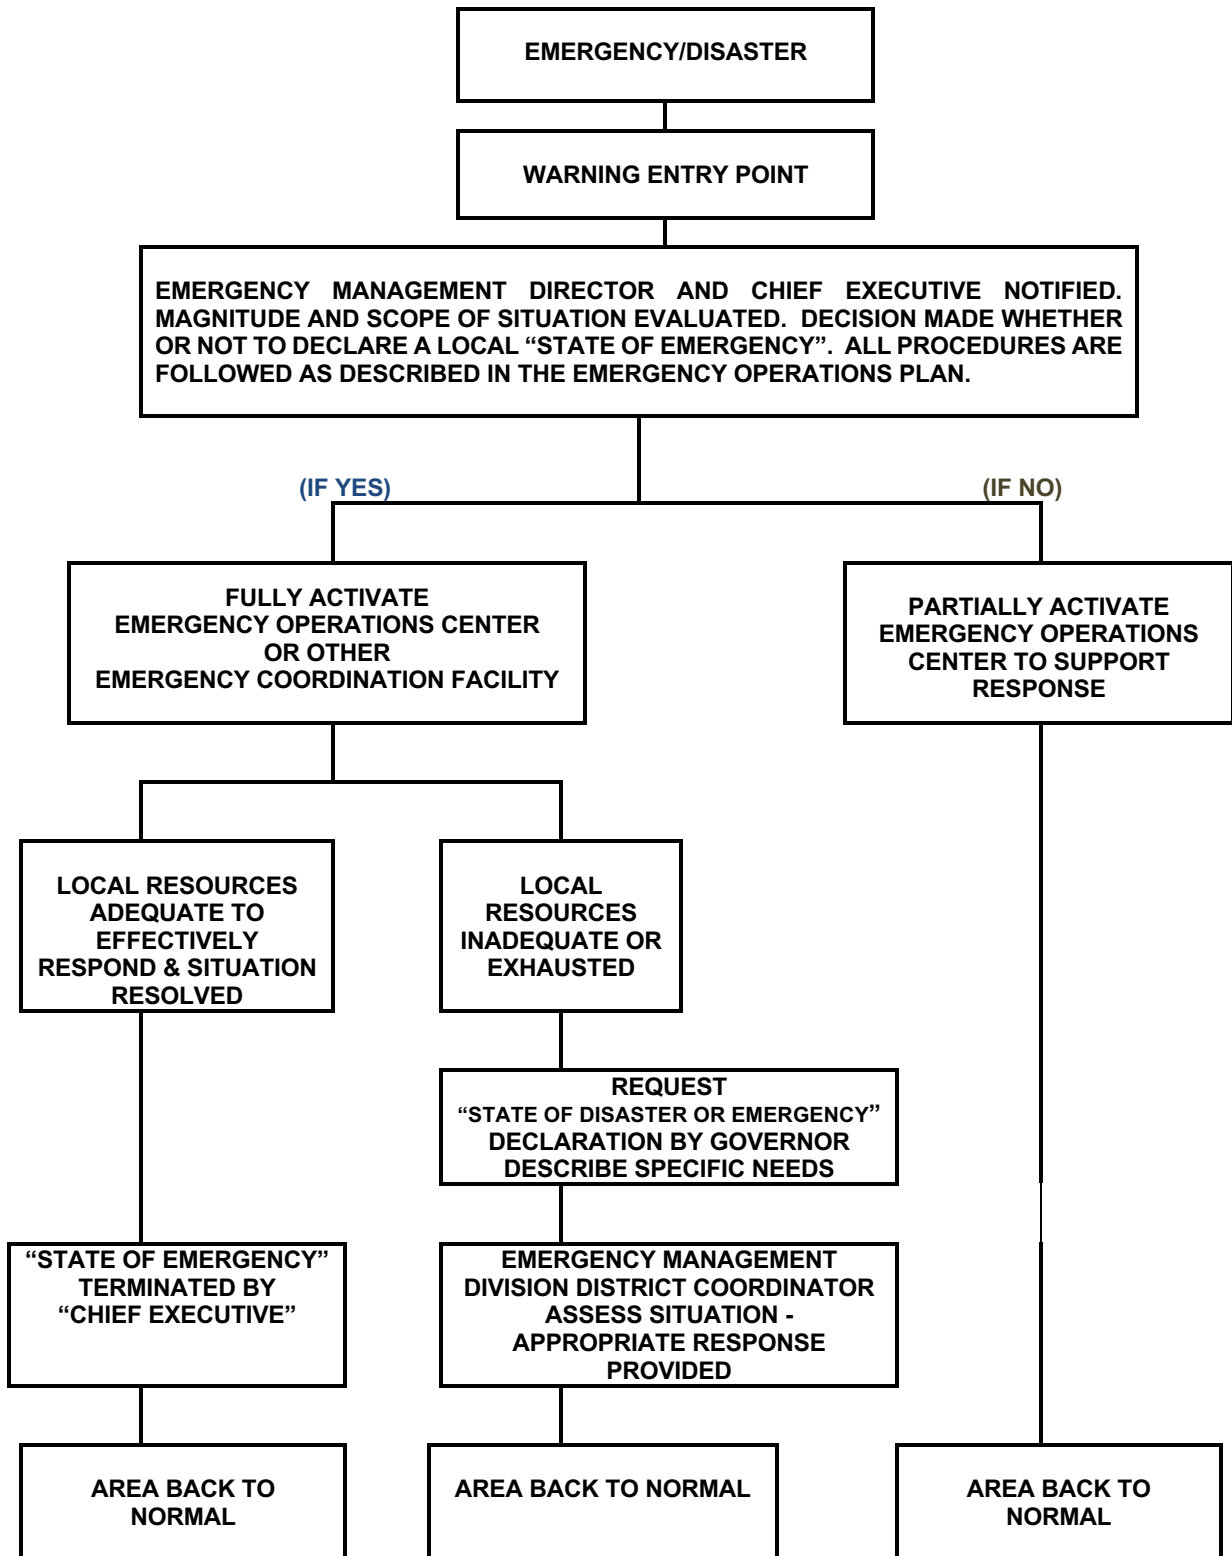 EMERGENCY/DISASTER
WARNING ENTRY POINT
EMERGENCY MANAGEMENT DIRECTOR AND CHIEF EXECUTIVE NOTIFIED.
MAGNITUDE AND SCOPE OF SITUATION EVALUATED. DECISION MADE WHETHER
OR NOT TO DECLARE A LOCAL “STATE OF EMERGENCY”. ALL PROCEDURES ARE
FOLLOWED AS DESCRIBED IN THE EMERGENCY OPERATIONS PLAN.
(IF YES)
(IF NO)
FULLY ACTIVATE
EMERGENCY OPERATIONS CENTER
OR OTHER
EMERGENCY COORDINATION FACILITY
PARTIALLY ACTIVATE
EMERGENCY OPERATIONS
CENTER TO SUPPORT
RESPONSE
LOCAL RESOURCES
ADEQUATE TO
EFFECTIVELY
RESPOND & SITUATION
RESOLVED
LOCAL
RESOURCES
INADEQUATE OR
EXHAUSTED
REQUEST
“STATE OF DISASTER OR EMERGENCY”
DECLARATION BY GOVERNOR
DESCRIBE SPECIFIC NEEDS
“STATE OF EMERGENCY”
TERMINATED BY
“CHIEF EXECUTIVE”
EMERGENCY MANAGEMENT
DIVISION DISTRICT COORDINATOR
ASSESS SITUATION -
APPROPRIATE RESPONSE
PROVIDED
AREA BACK TO
NORMAL
AREA BACK TO NORMAL
AREA BACK TO
NORMAL